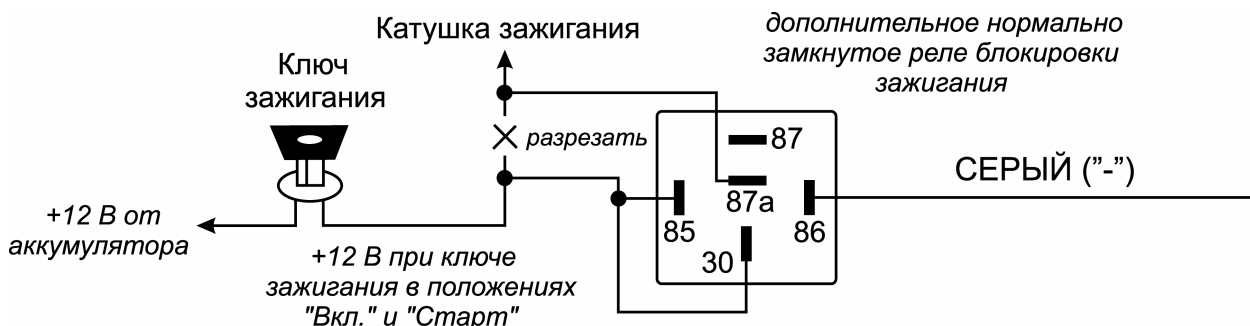 Катушка зажигания
дополнительное нормально
замкнутое реле блокировки
зажигания
Ключ
зажигания
разрезать
87
87a
85
86
30
СЕРЫЙ ("-")
+12 В от
аккумулятора
+12 В при ключе
зажигания в положениях
"Вкл." и "Старт"